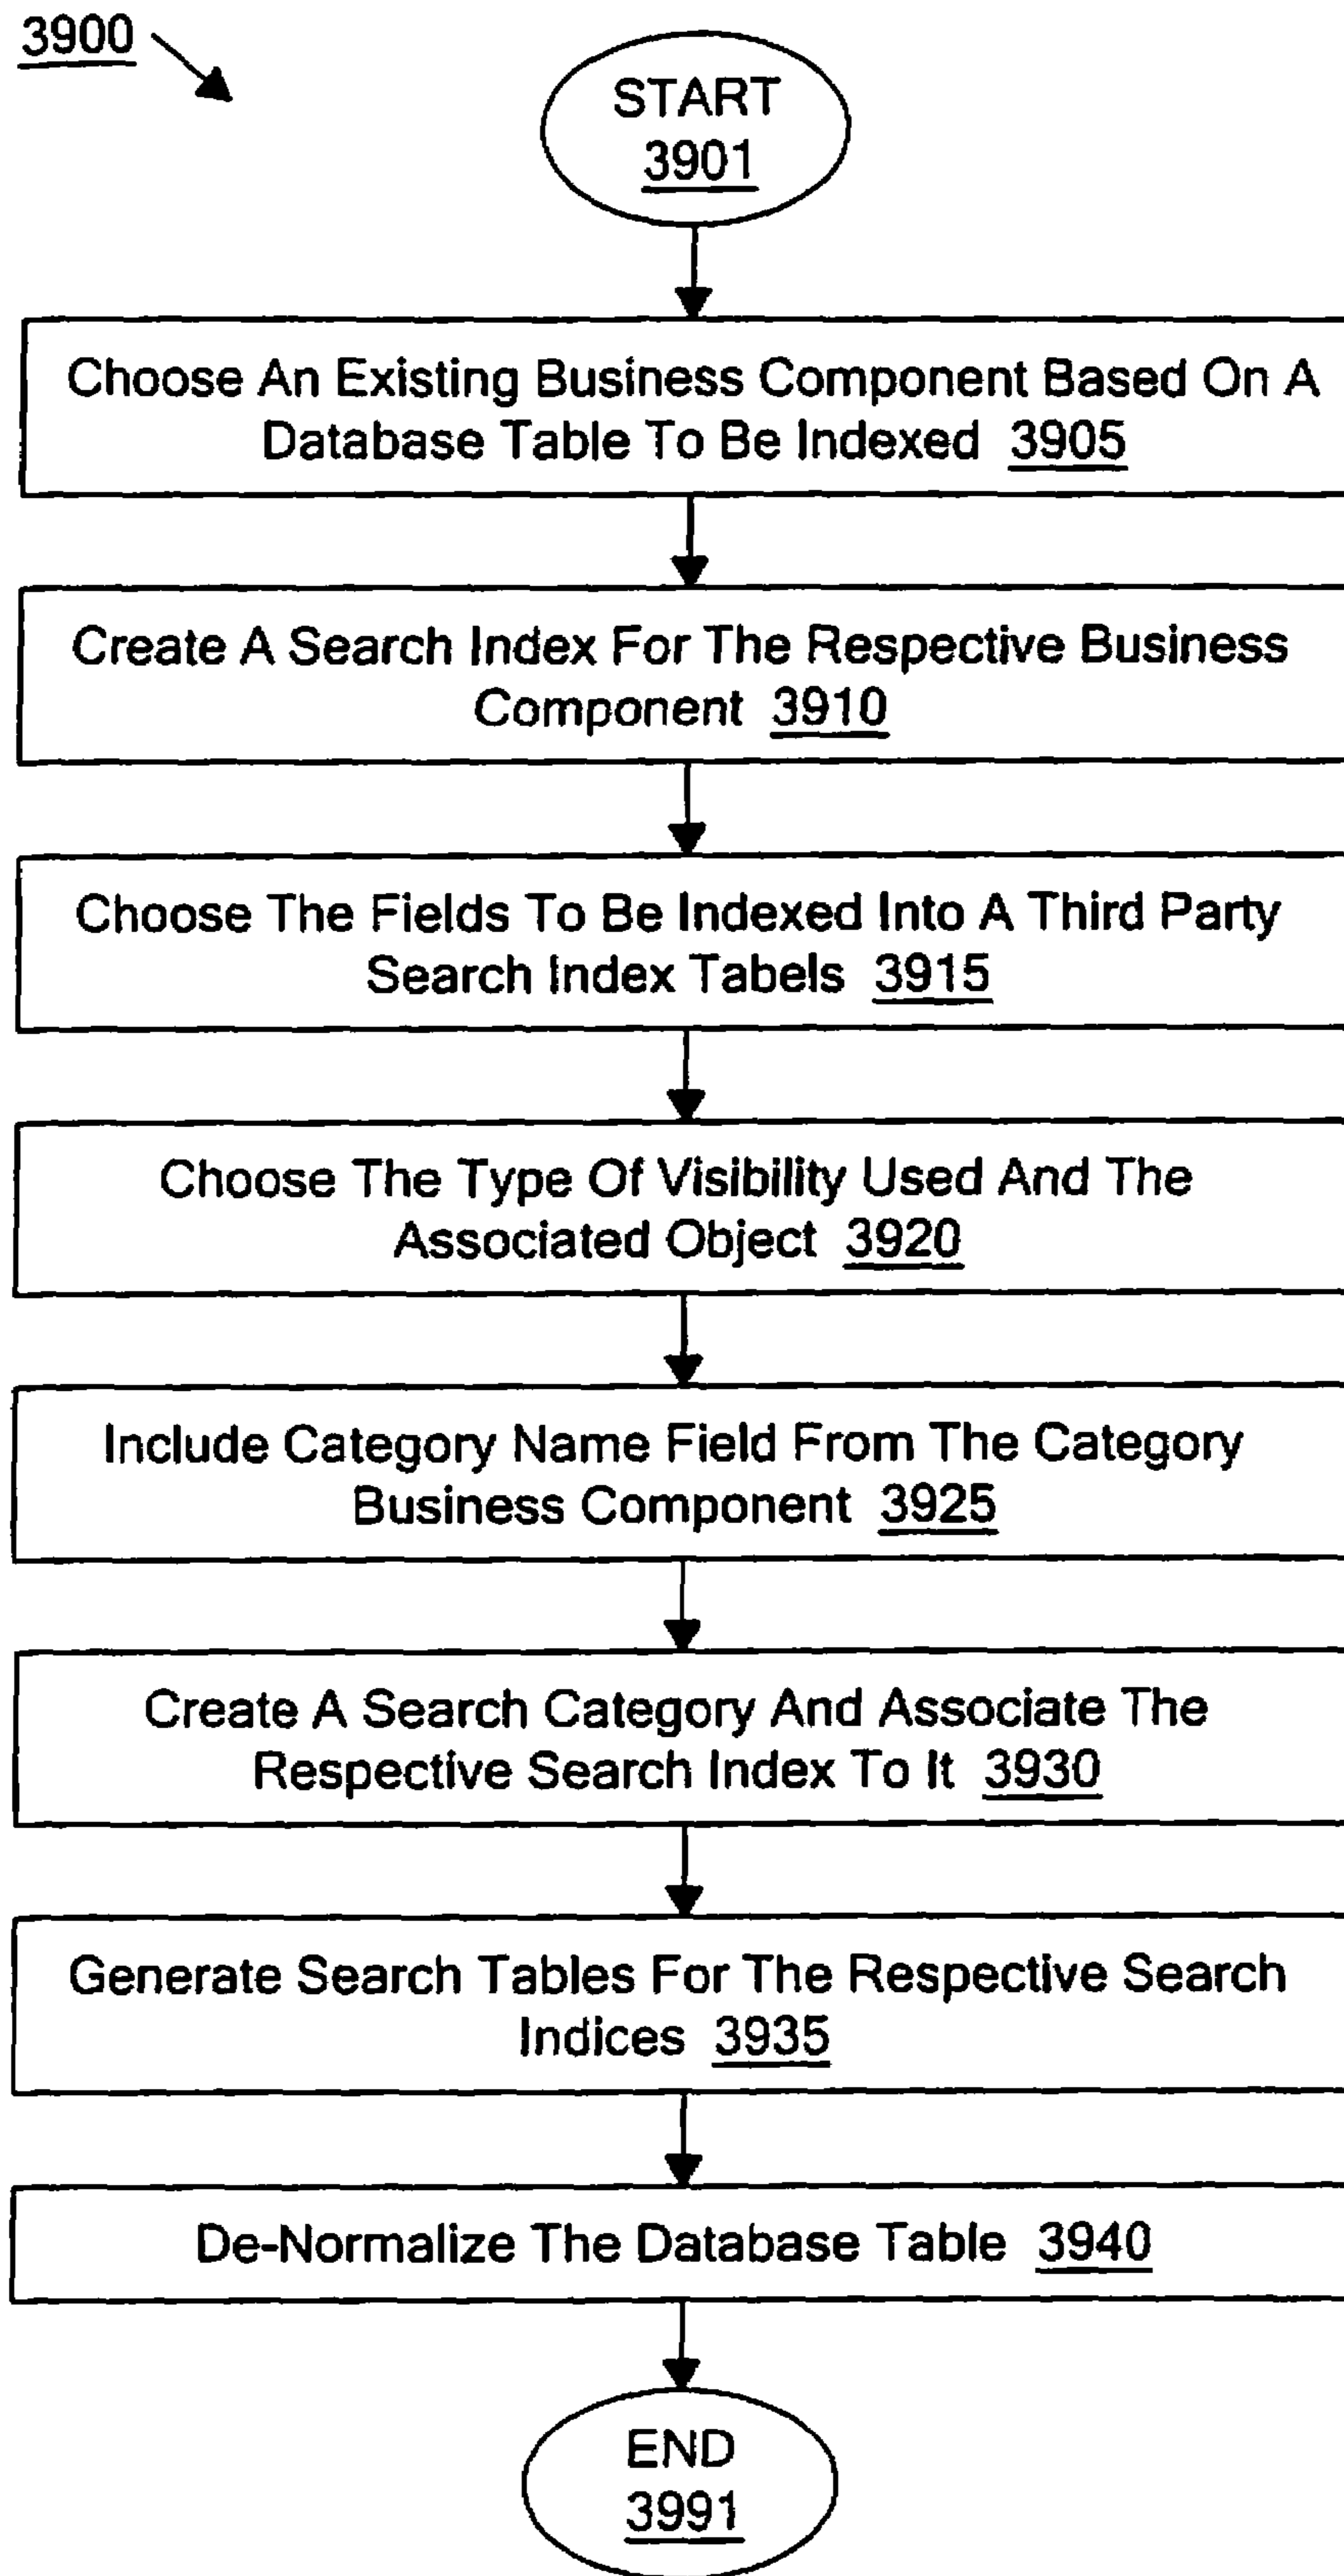 3900
START
3901
Choose An Existing Business Component Based On A
Database Table To Be Indexed 3905
Create A Search Index For The Respective Business
Component 3910
Choose The Fields To Be Indexed Into A Third Party
Search Index Tabels 3915
Choose The Type Of Visibility Used And The
Associated Object 3920
Include Category Name Field From The Category
Business Component 3925
Create A Search Category And Associate The
Respective Search Index To It 3930
Generate Search Tables For The Respective Search
Indices 3935
De-Normalize The Database Table 3940
END
3991